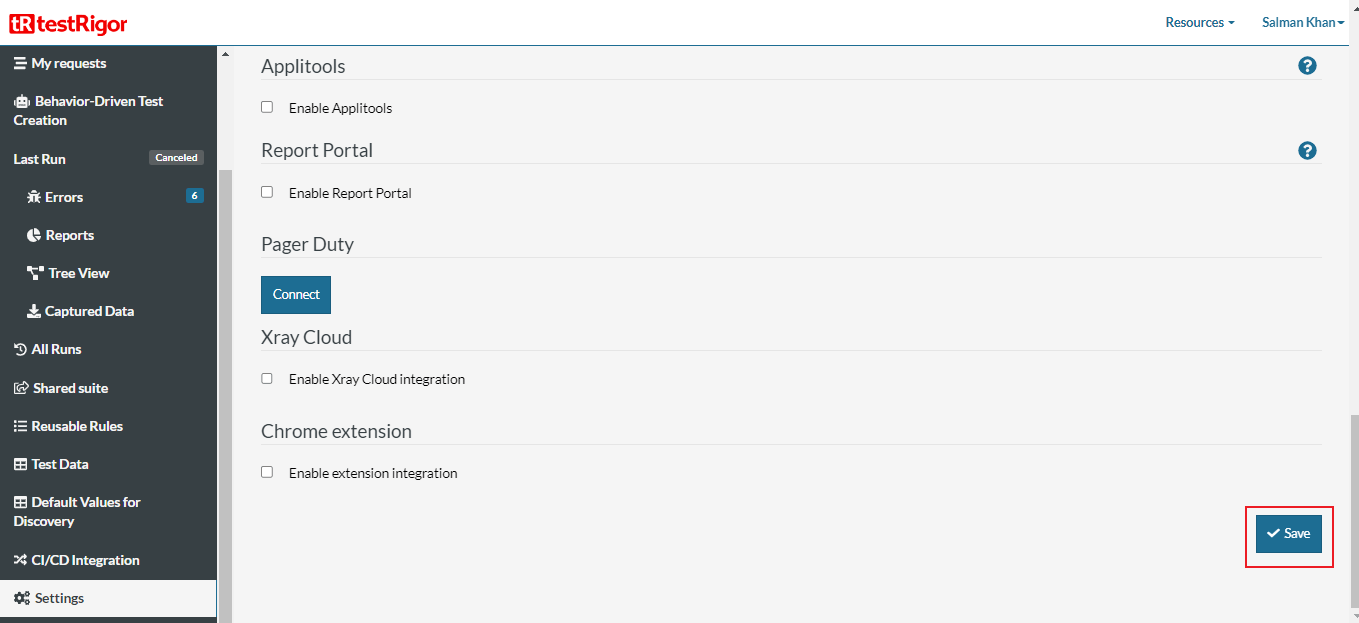 tRtestRigor
Resources
Salman Khan
My requests
Behavior-Driven Test
Creation
Last Run
Canceled
Errors
6
Reports
Tree View
Captured Data
All Runs
Shared suite
Reusable Rules
Test Data
Default Values for
Discovery
CI/CD Integration
Settings
Applitools
?
Enable Applitools
Report Portal
?
Enable Report Portal
Pager Duty
Connect
Xray Cloud
Enable Xray Cloud integration
Chrome extension
Enable extension integration
Save